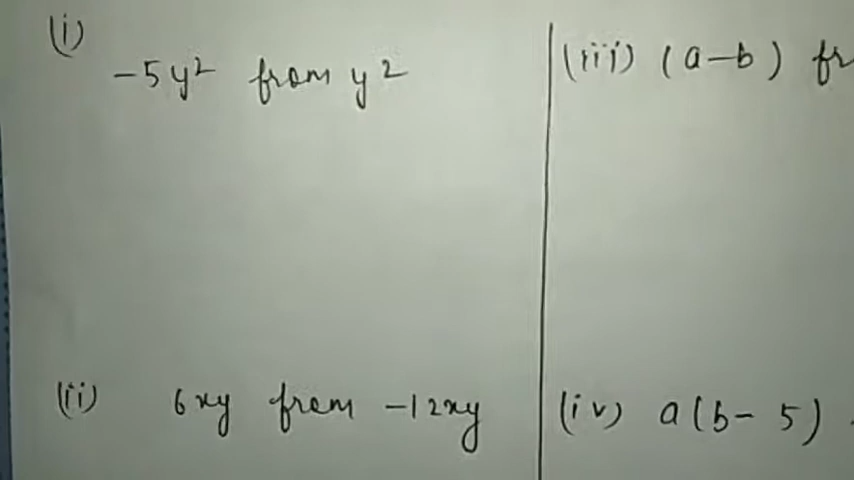 (i)
-5y² from y²
(ii) 6xy from -12xy
(iii) (a-b)
(iv) a(b- 5)